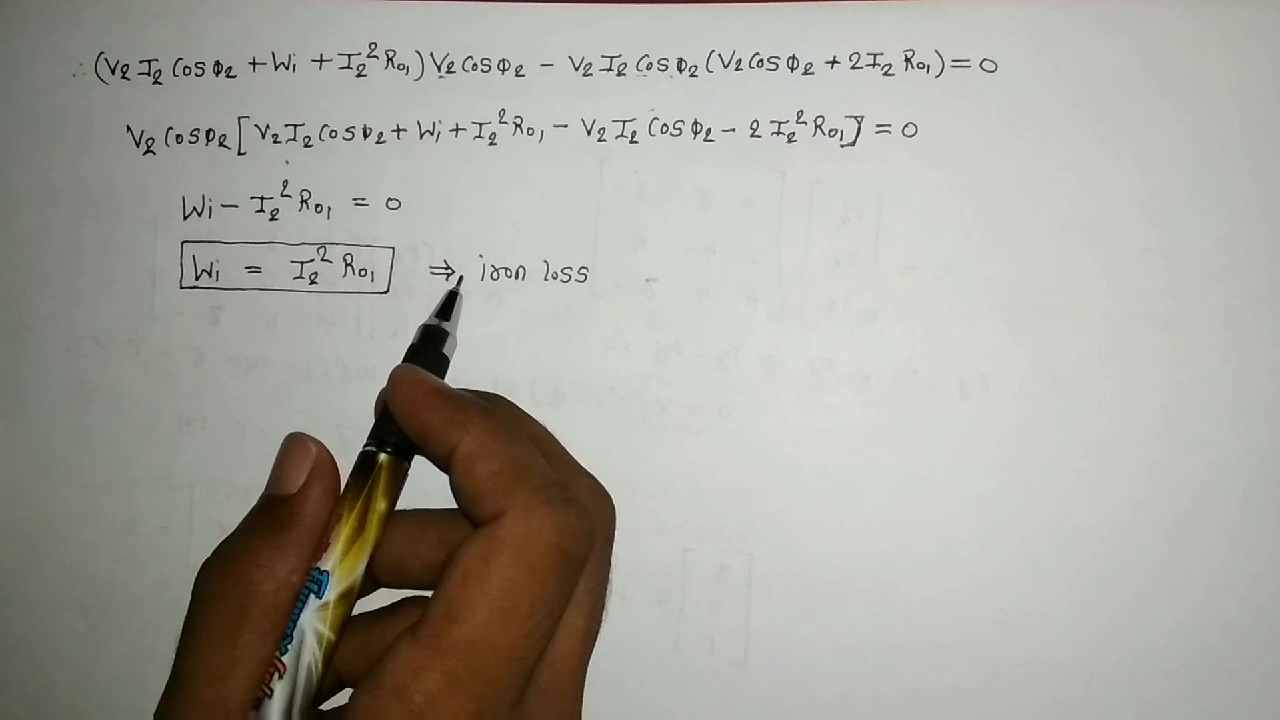 ∴ (V₂ I₂ Cos Φ₂ + Wi + I₂² R₀₁) V₂ Cos Φ₂ − V₂ I₂ Cos Φ₂ (V₂ Cos Φ₂ + 2 I₂ R₀₁) = 0
V₂ Cos Φ₂ [V₂ I₂ Cos Φ₂ + Wi + I₂² R₀₁ − V₂ I₂ Cos Φ₂ − 2 I₂² R₀₁] = 0
Wi − I₂² R₀₁ = 0
Wi = I₂² R₀₁ ⇒ iron loss